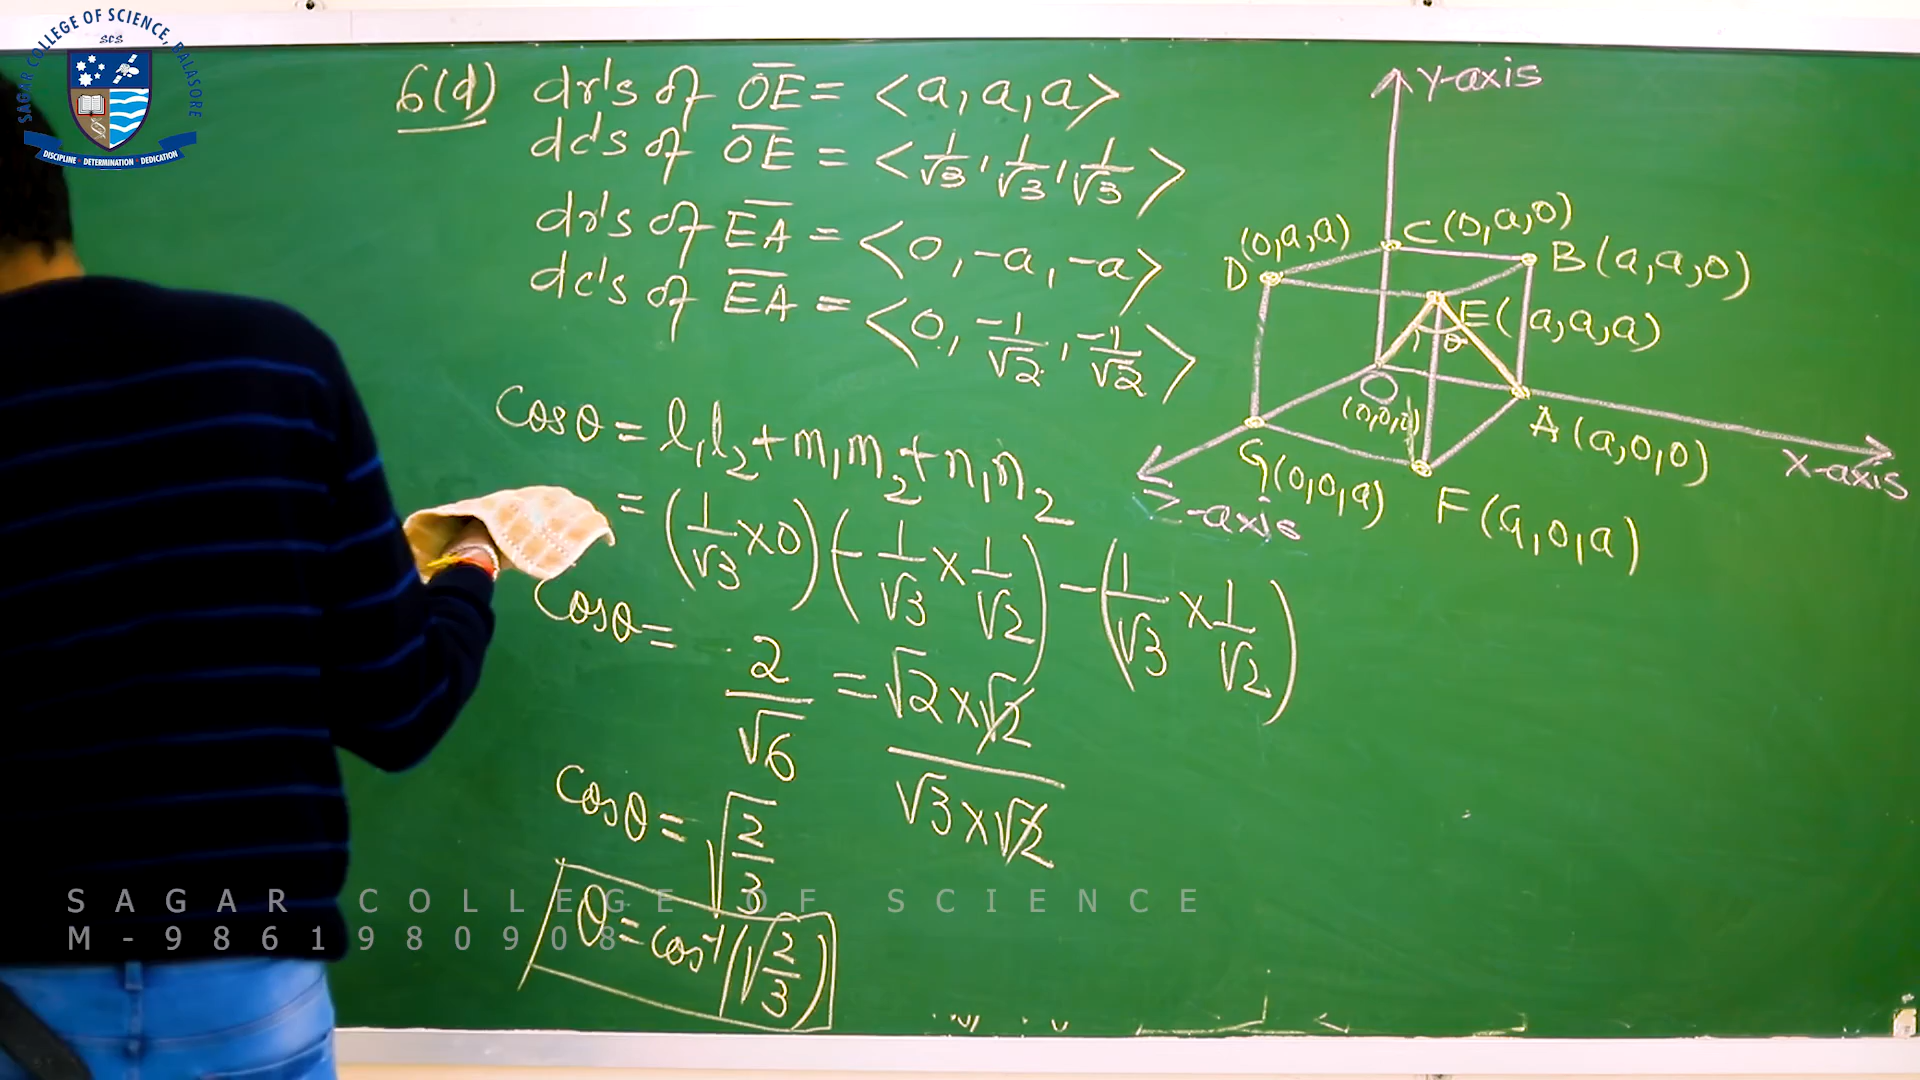 SAGAR COLLEGE OF SCIENCE, BALASORE
SCS
DISCIPLINE - DETERMINATION - DEDICATION
6(d) dr's of OE = <a, a, a>
dc's of OE = <1/√3, 1/√3, 1/√3>
dr's of EA = <0, -a, -a>
dc's of EA = <0, -1/√2, -1/√2>
cosθ = l₁l₂ + m₁m₂ + n₁n₂
= (1/√3 × 0) (- 1/√3 × 1/√2) - (1/√3 × 1/√2)
cosθ = 2/√6 = √2×√2/√3×√2
cosθ = √2/3
θ = cos⁻¹(√2/3)
Y-axis
C(0,a,0)
(0,a,a)
D
B(a,a,0)
E(a,a,a)
θ
O
(0,0,0)
A(a,0,0)
X-axis
G(0,0,a)
Z-axis
F(a,0,a)
SAGAR COLLEGE OF SCIENCE
M-9861980908